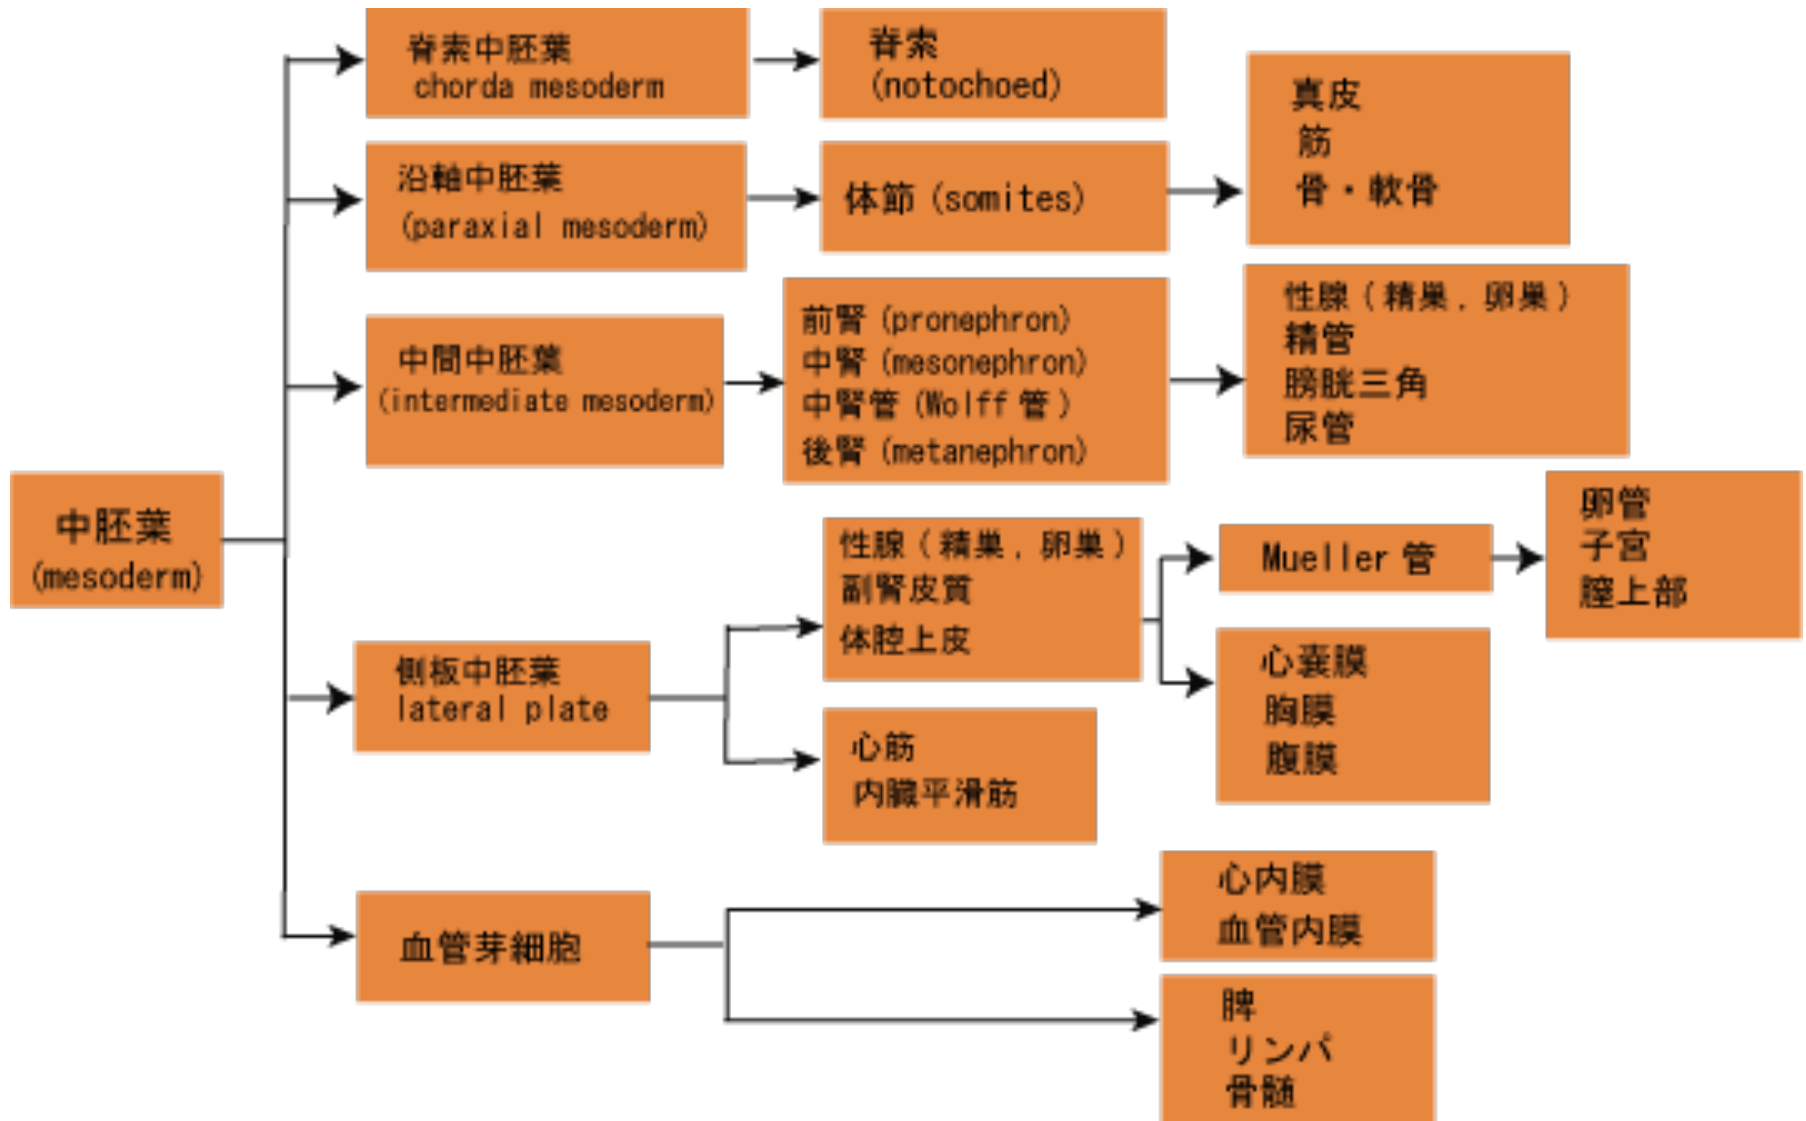 中胚葉
(mesoderm)
脊索中胚葉
chorda mesoderm
脊索
(notochoed)
沿軸中胚葉
(paraxial mesoderm)
体節 (somites)
真皮
筋
骨・軟骨
中間中胚葉
(intermediate mesoderm)
前腎 (pronephron)
中腎 (mesonephron)
中腎管 (Wolff 管)
後腎 (metanephron)
性腺 (精巣, 卵巣)
精管
膀胱三角
尿管
側板中胚葉
lateral plate
性腺 (精巣, 卵巣)
副腎皮質
体腔上皮
Mueller 管
卵管
子宮
膣上部
心嚢膜
胸膜
腹膜
心筋
内臓平滑筋
血管芽細胞
心内膜
血管内膜
脾
リンパ
骨髄